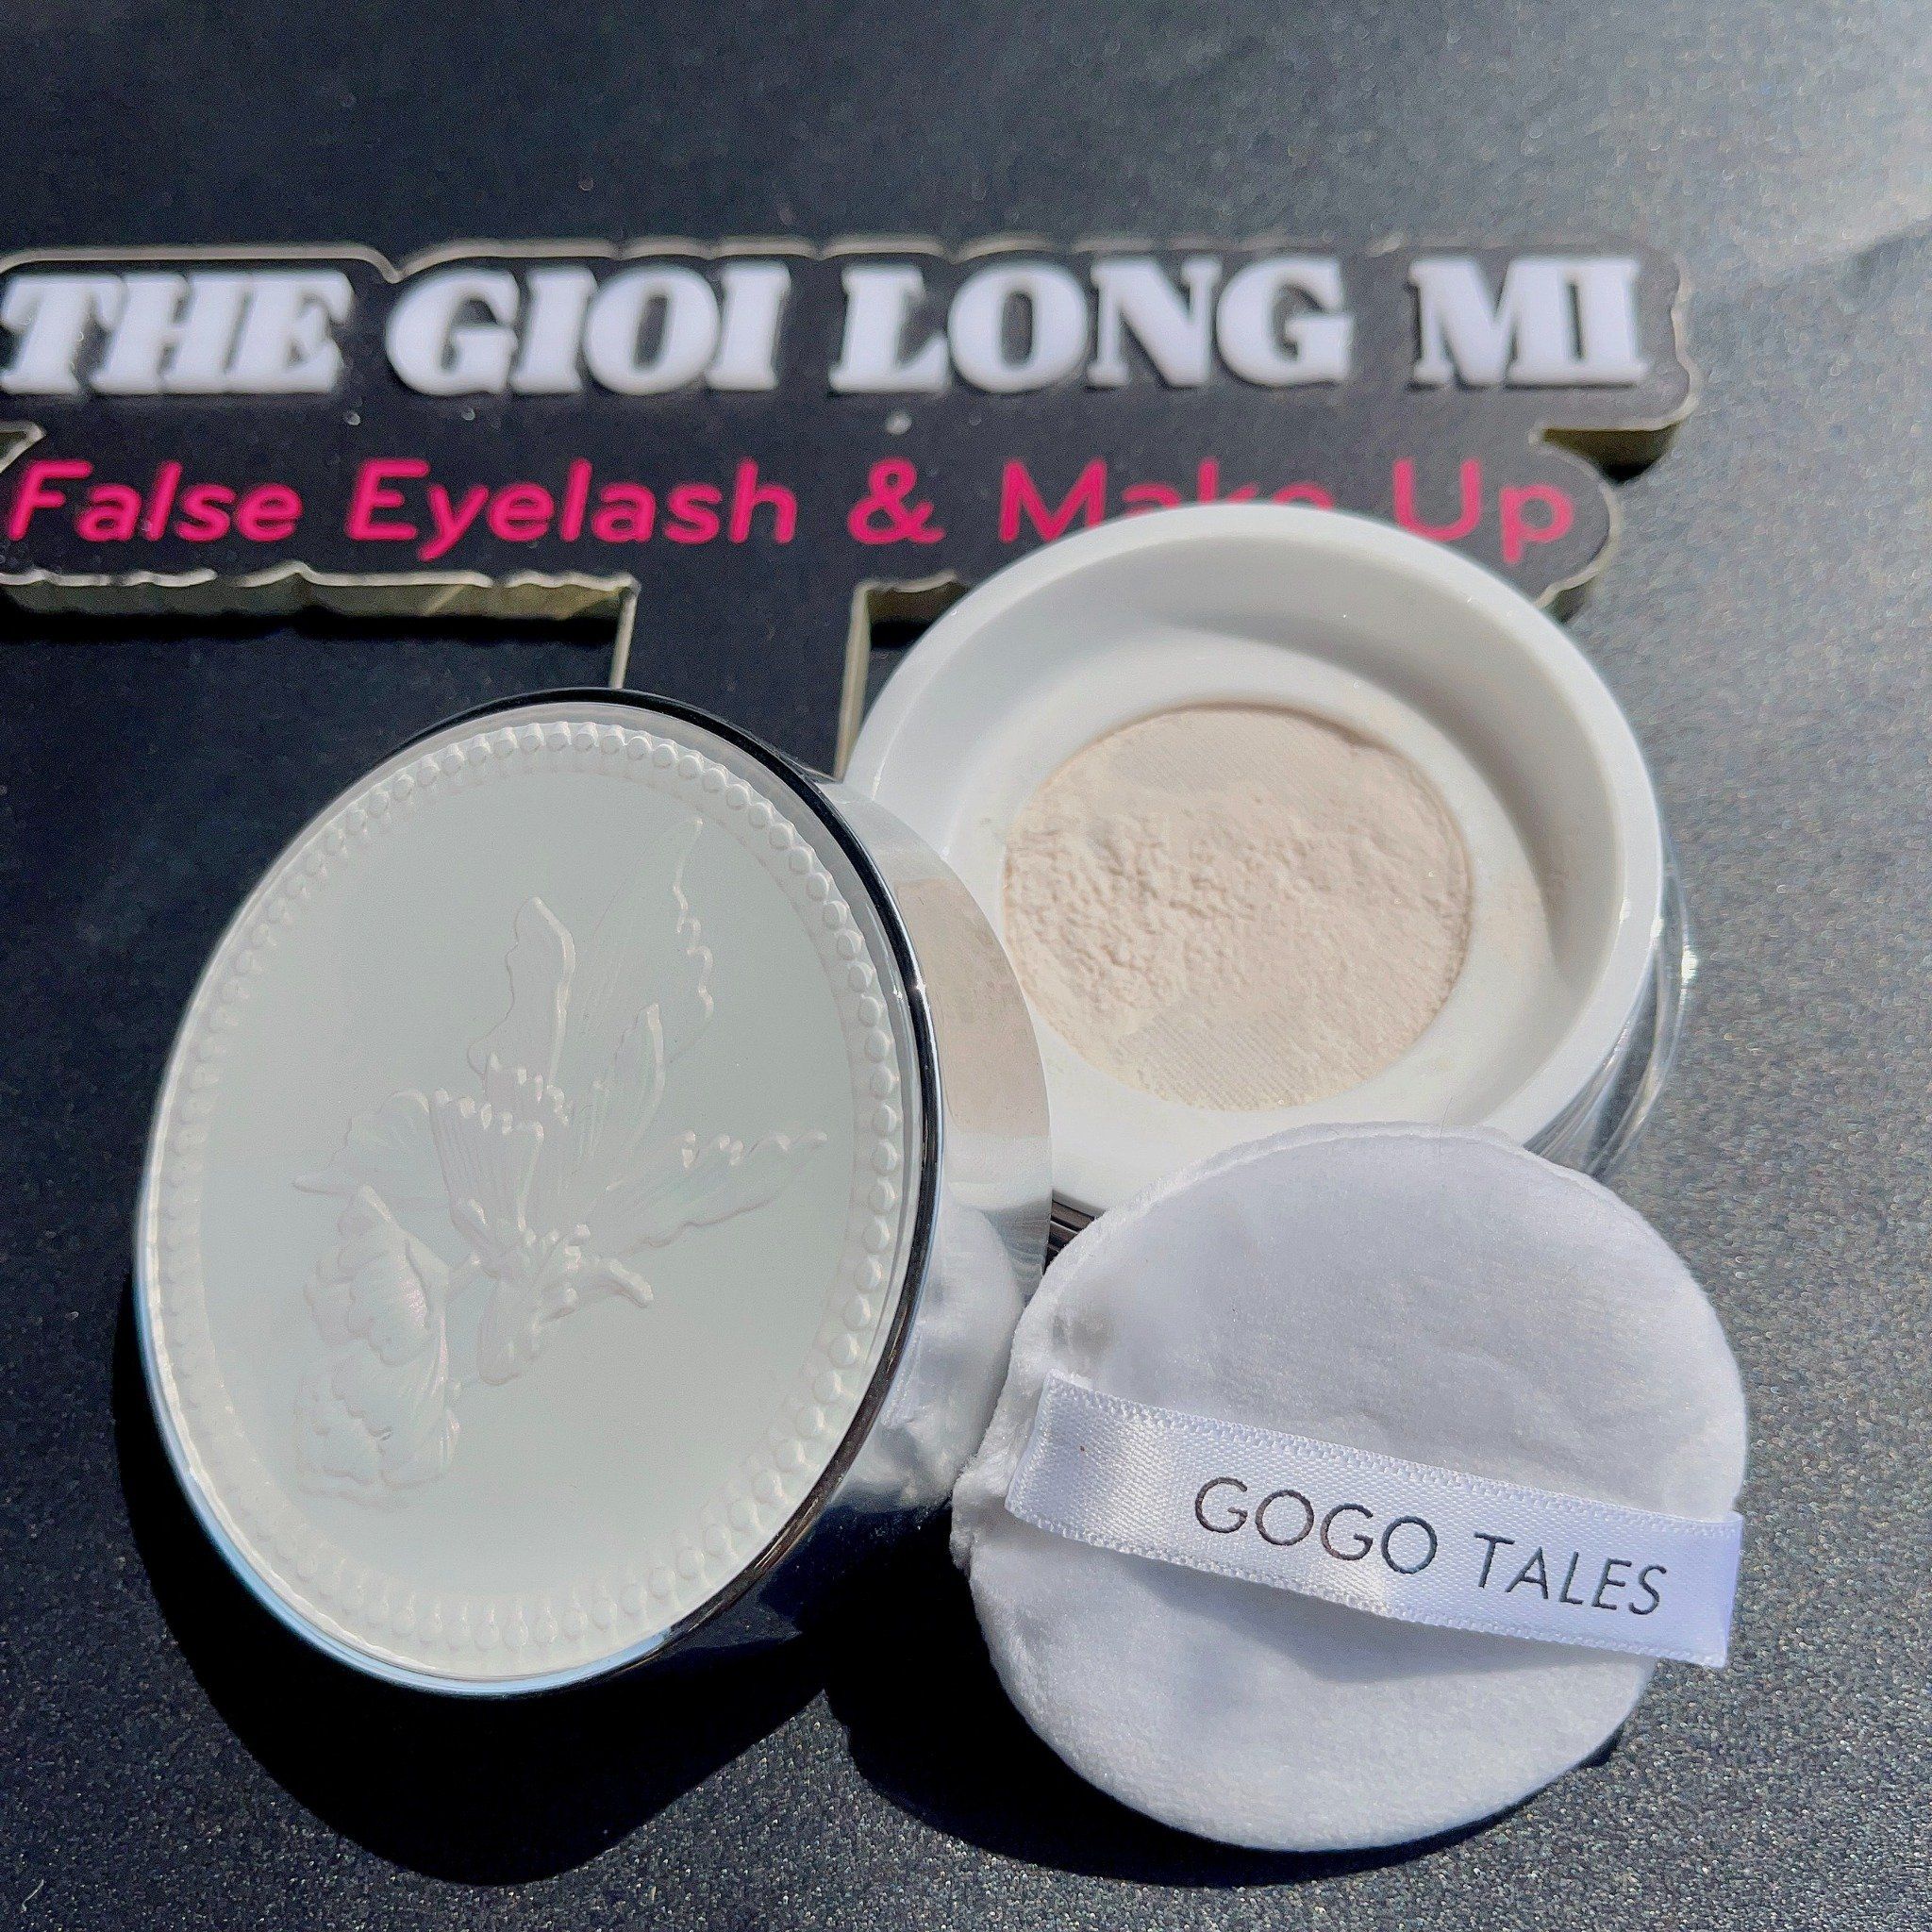 THE GIOI LONG MI
False Eyelash & Make Up
GOGO TALES